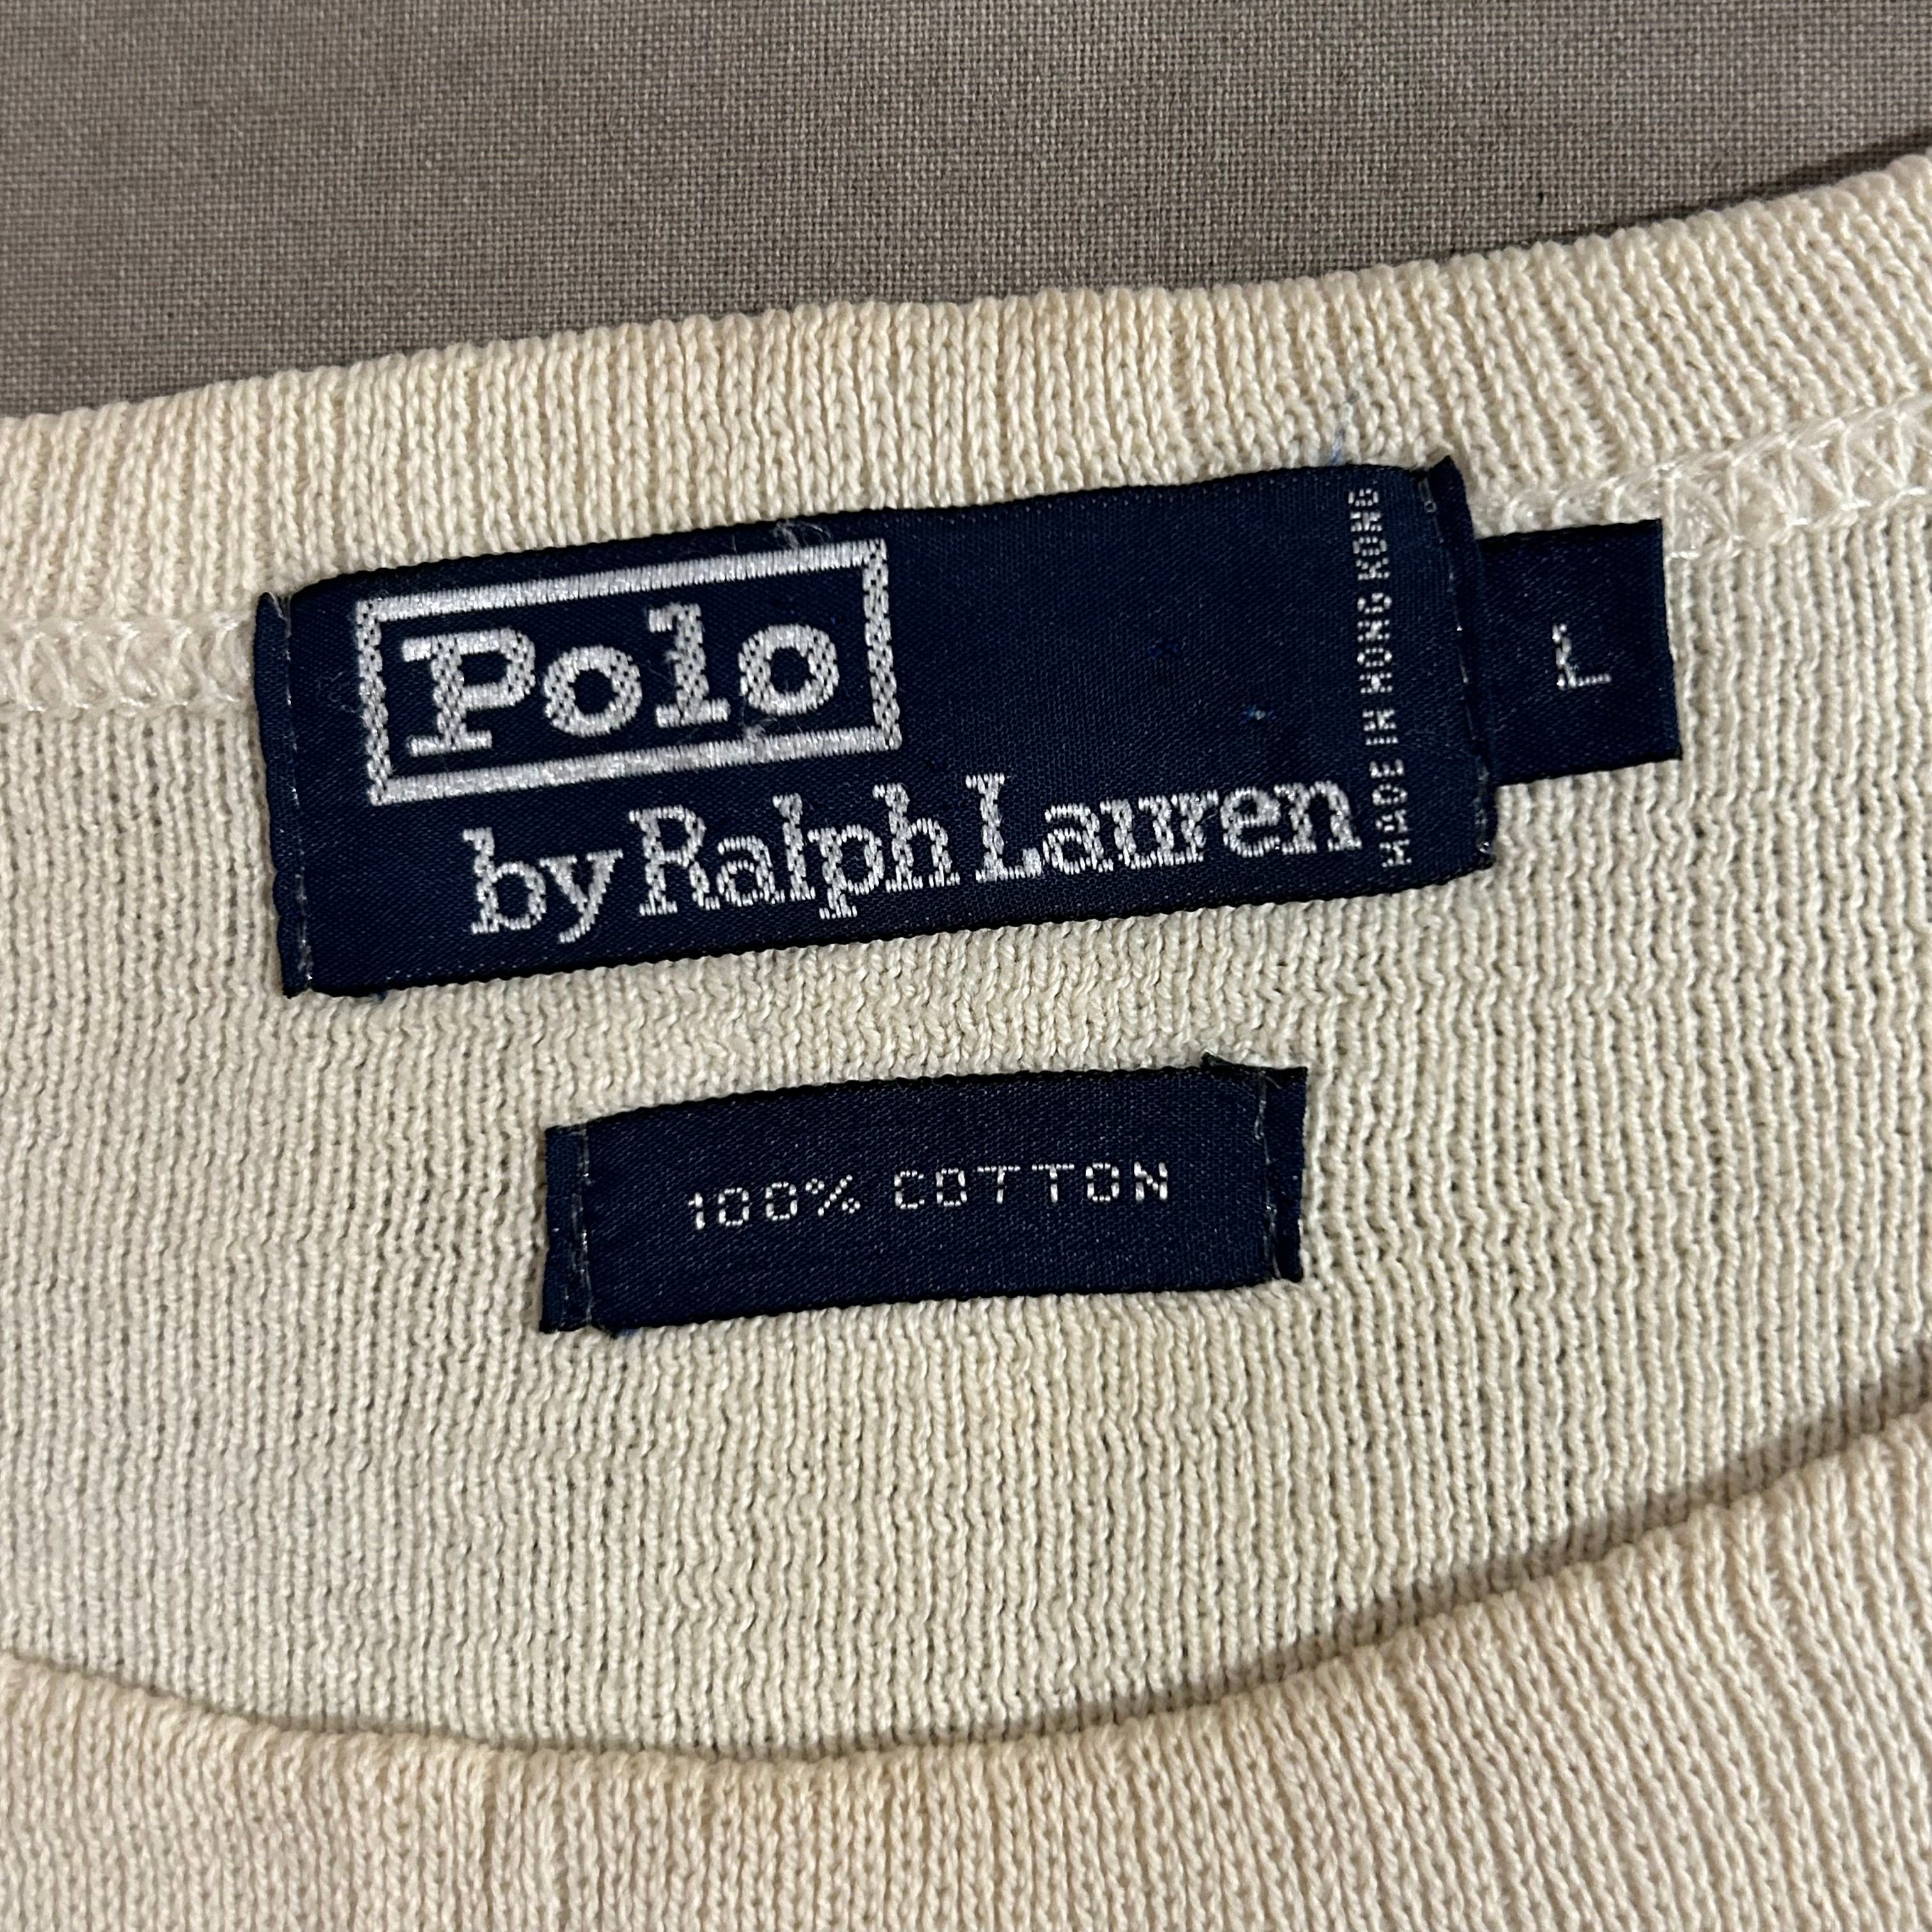 Polo
by Ralph Lauren
MADE IN HONG KONG
L
100% COTTON